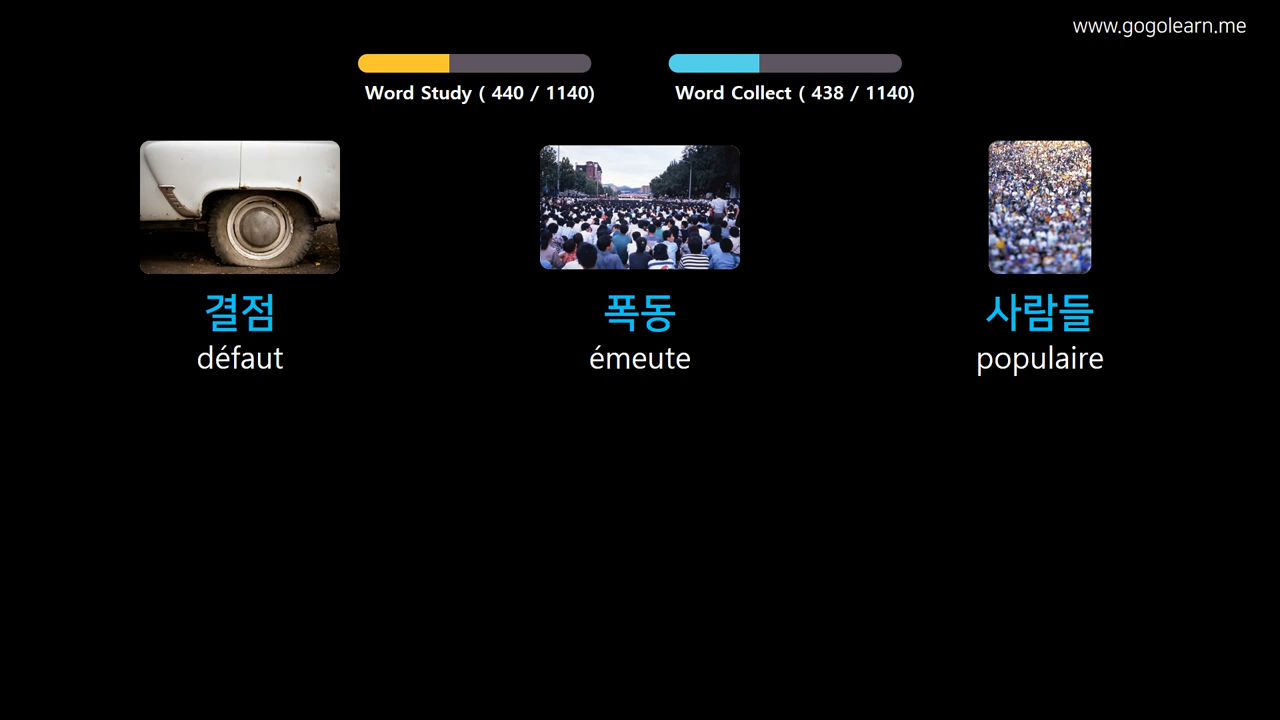 www.gogolearn.me
Word Study ( 440 / 1140)
Word Collect ( 438 / 1140)
결점
폭동
사람들
défaut
émeute
populaire